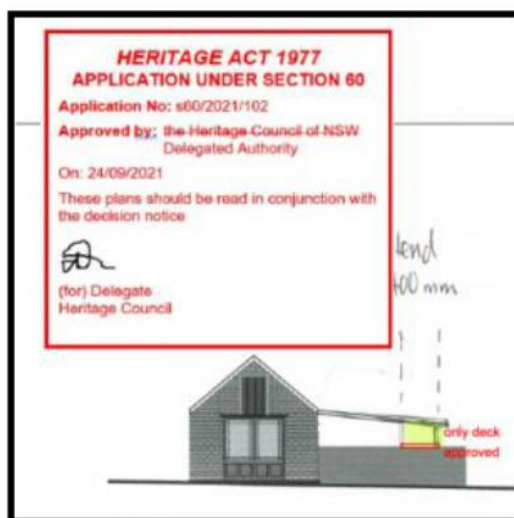 HERITAGE ACT 1977
APPLICATION UNDER SECTION 60
Application No: s60/2021/102
Approved by: the Heritage Council of NSW
Delegated Authority
On: 24/09/2021
These plans should be read in conjunction with
the decision notice
(for) Delegate
Heritage Council
mm
only deck
approved